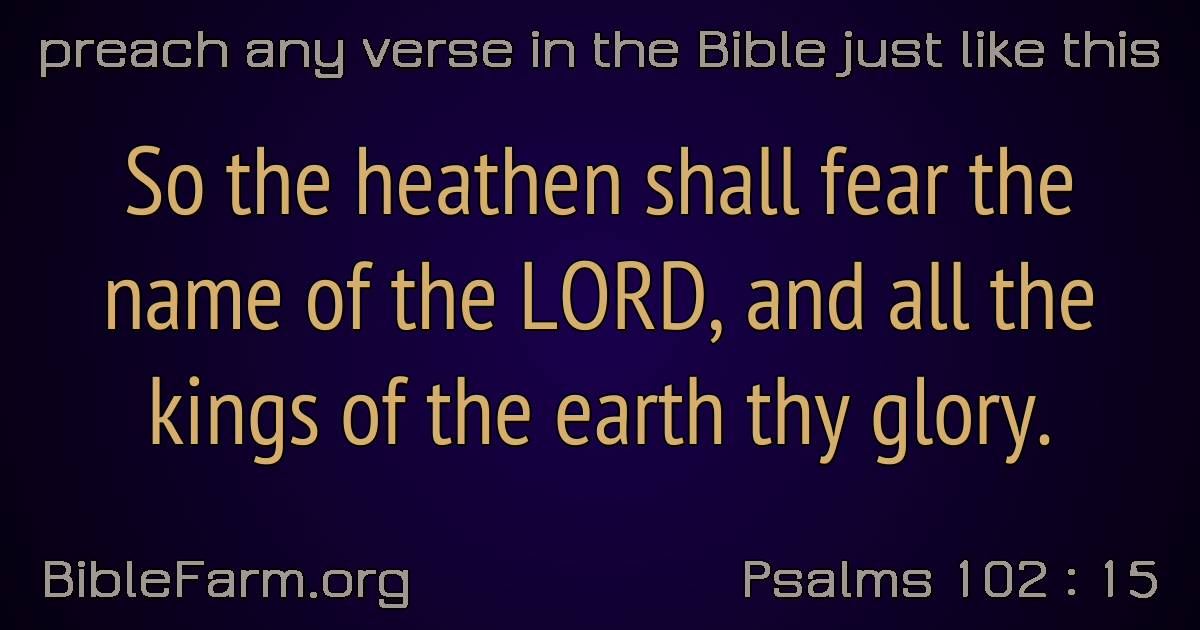 preach any verse in the Bible just like this
So the heathen shall fear the
name of the LORD, and all the
kings of the earth thy glory.
BibleFarm.org
Psalms 102 : 15